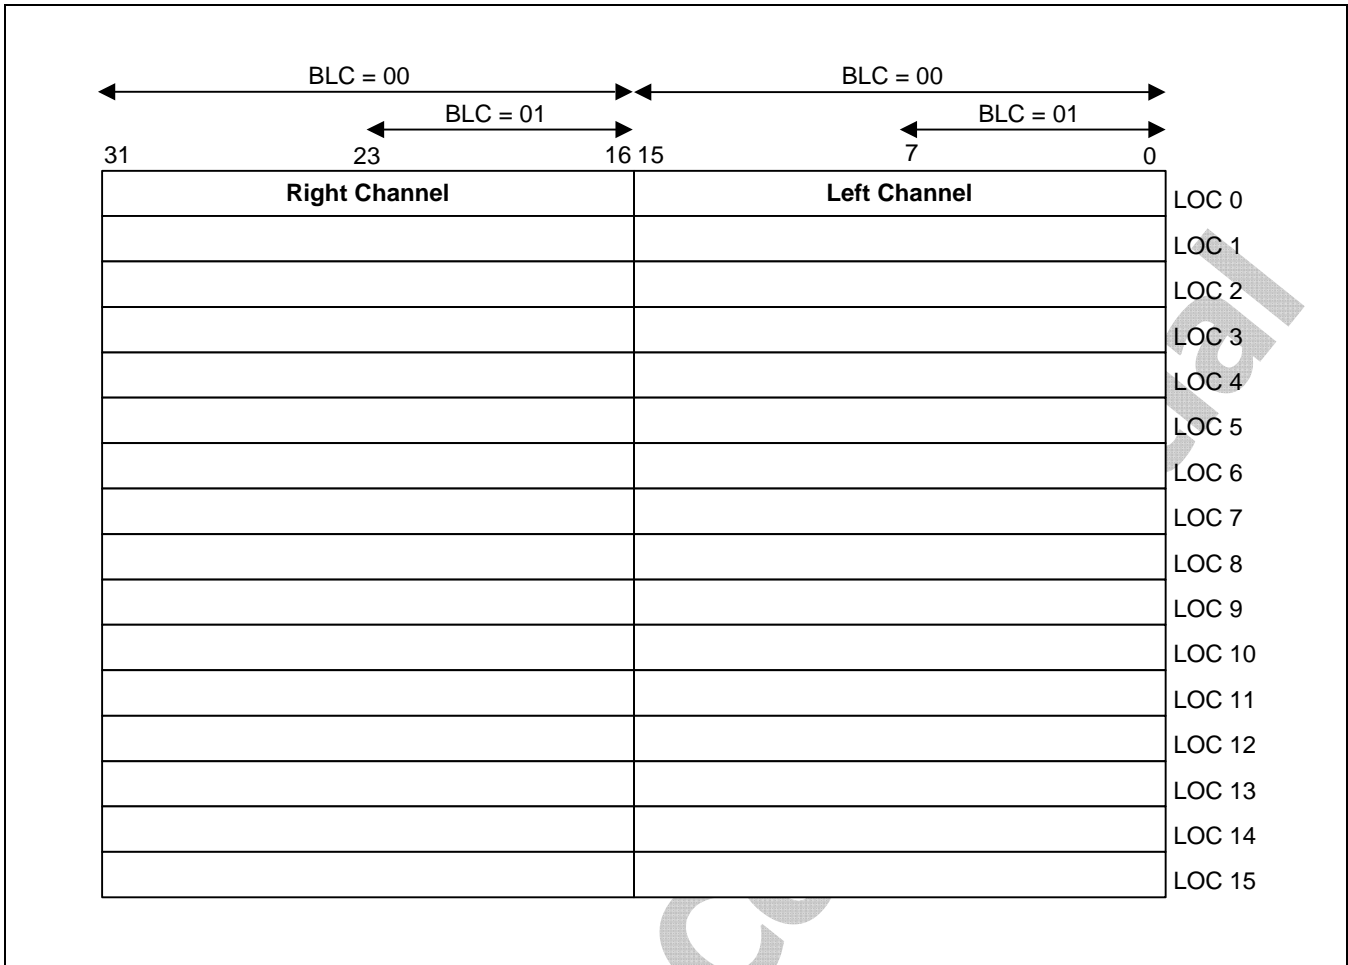 BLC = 00 BLC = 00
BLC = 01 BLC = 01
31 23 16 15 7 0
Right Channel Left Channel LOC 0
LOC 1
LOC 2
LOC 3
LOC 4
LOC 5
LOC 6
LOC 7
LOC 8
LOC 9
LOC 10
LOC 11
LOC 12
LOC 13
LOC 14
LOC 15